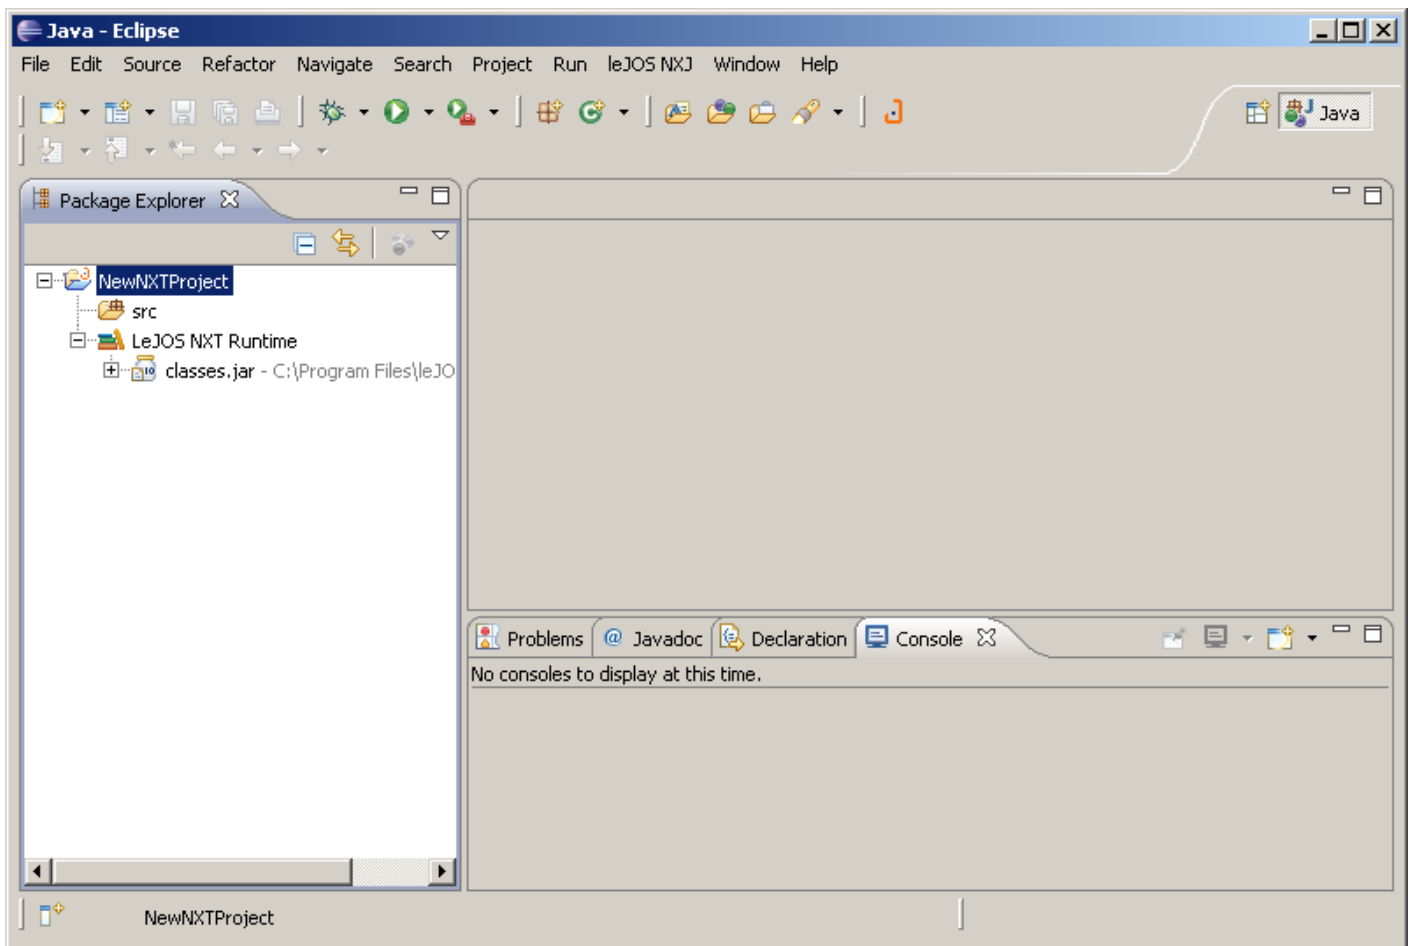 Java - Eclipse
File Edit Source Refactor Navigate Search Project Run leJOS NXJ Window Help
Java
Package Explorer
NewNXTProject
src
LeJOS NXT Runtime
classes.jar - C:\Program Files\leJO
Problems @ Javadoc Declaration Console
No consoles to display at this time.
NewNXTProject